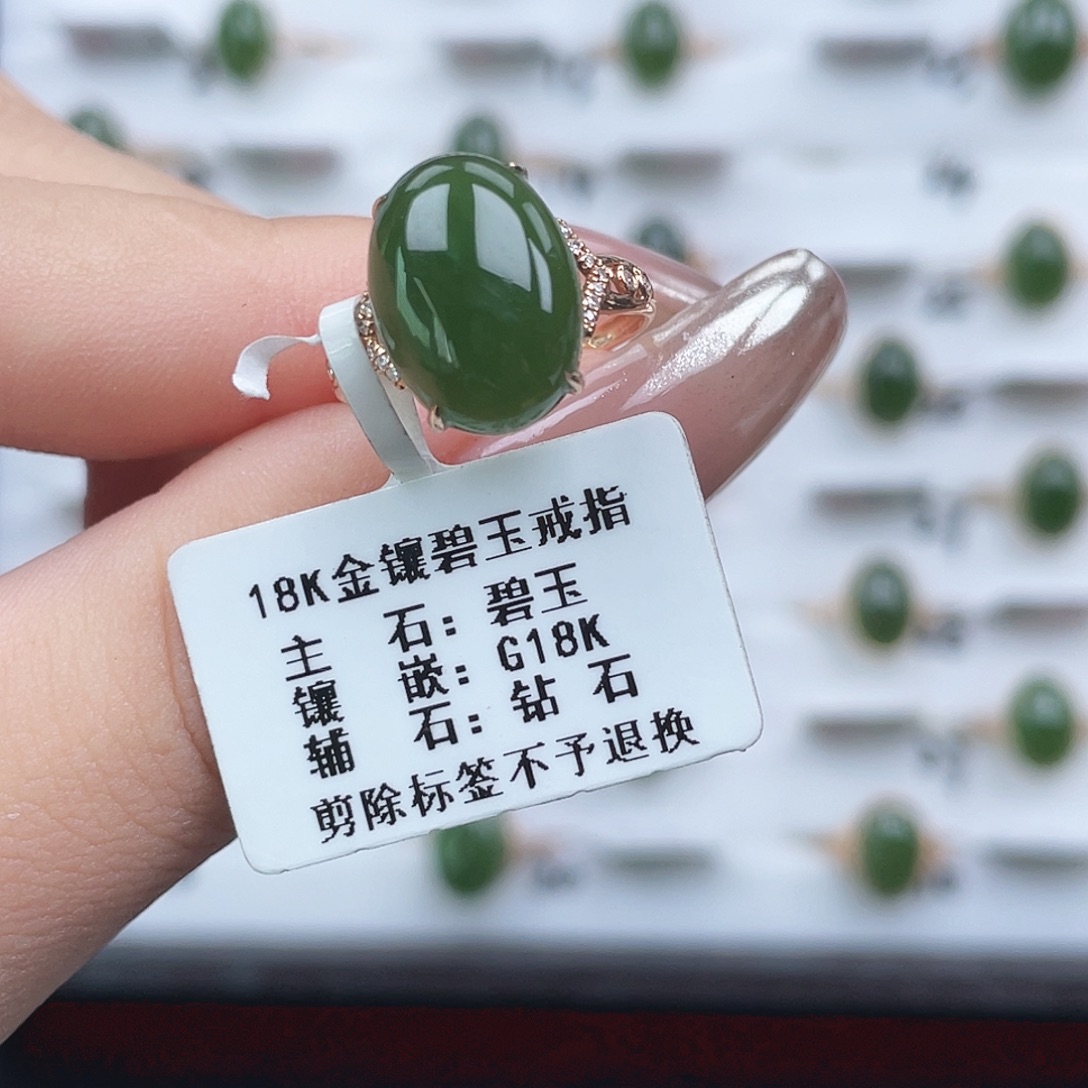 18K金镶碧玉戒指
主 石: 碧玉
镶 嵌: G18K
辅 石: 钻 石
剪除标签不予退换